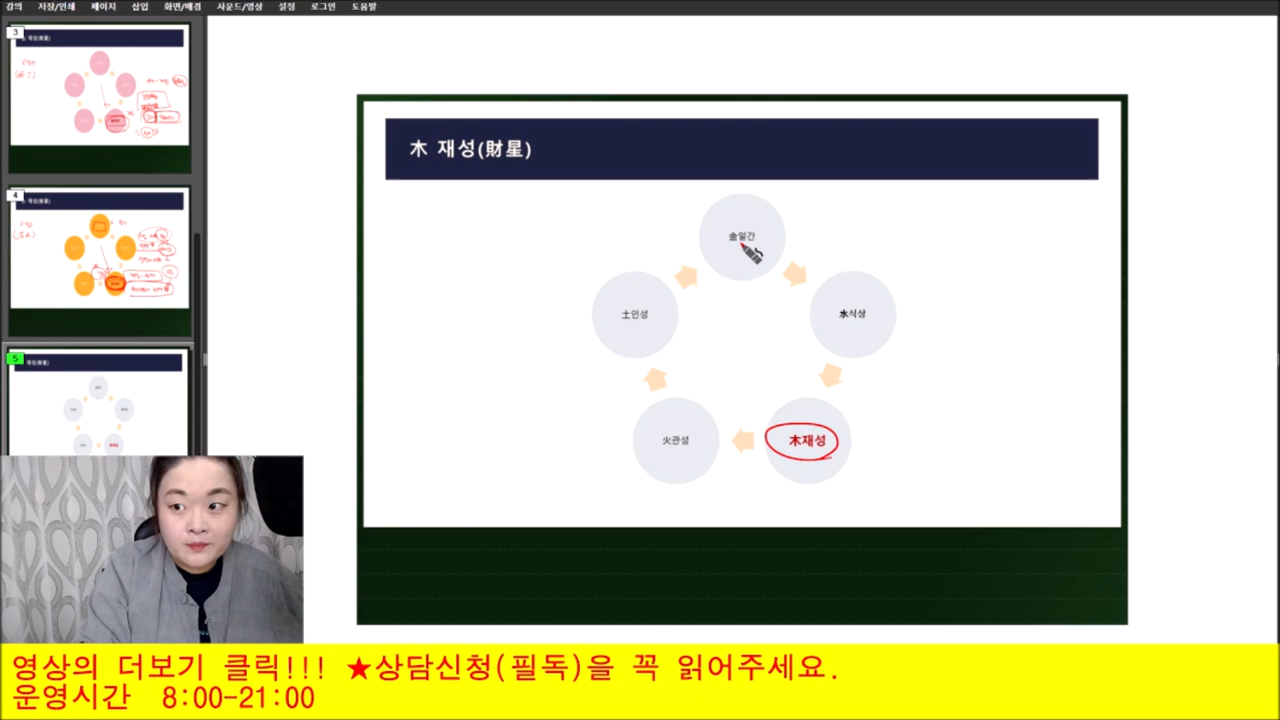 강의 저장/인쇄 페이지 삽입 화면/배경 사운드/영상 설정 로그인 도움말
3
4
5
木 재성(財星)
金일간
土인성
水식상
火관성
木재성
영상의 더보기 클릭!!! ★상담신청(필독)을 꼭 읽어주세요.
운영시간 8:00-21:00